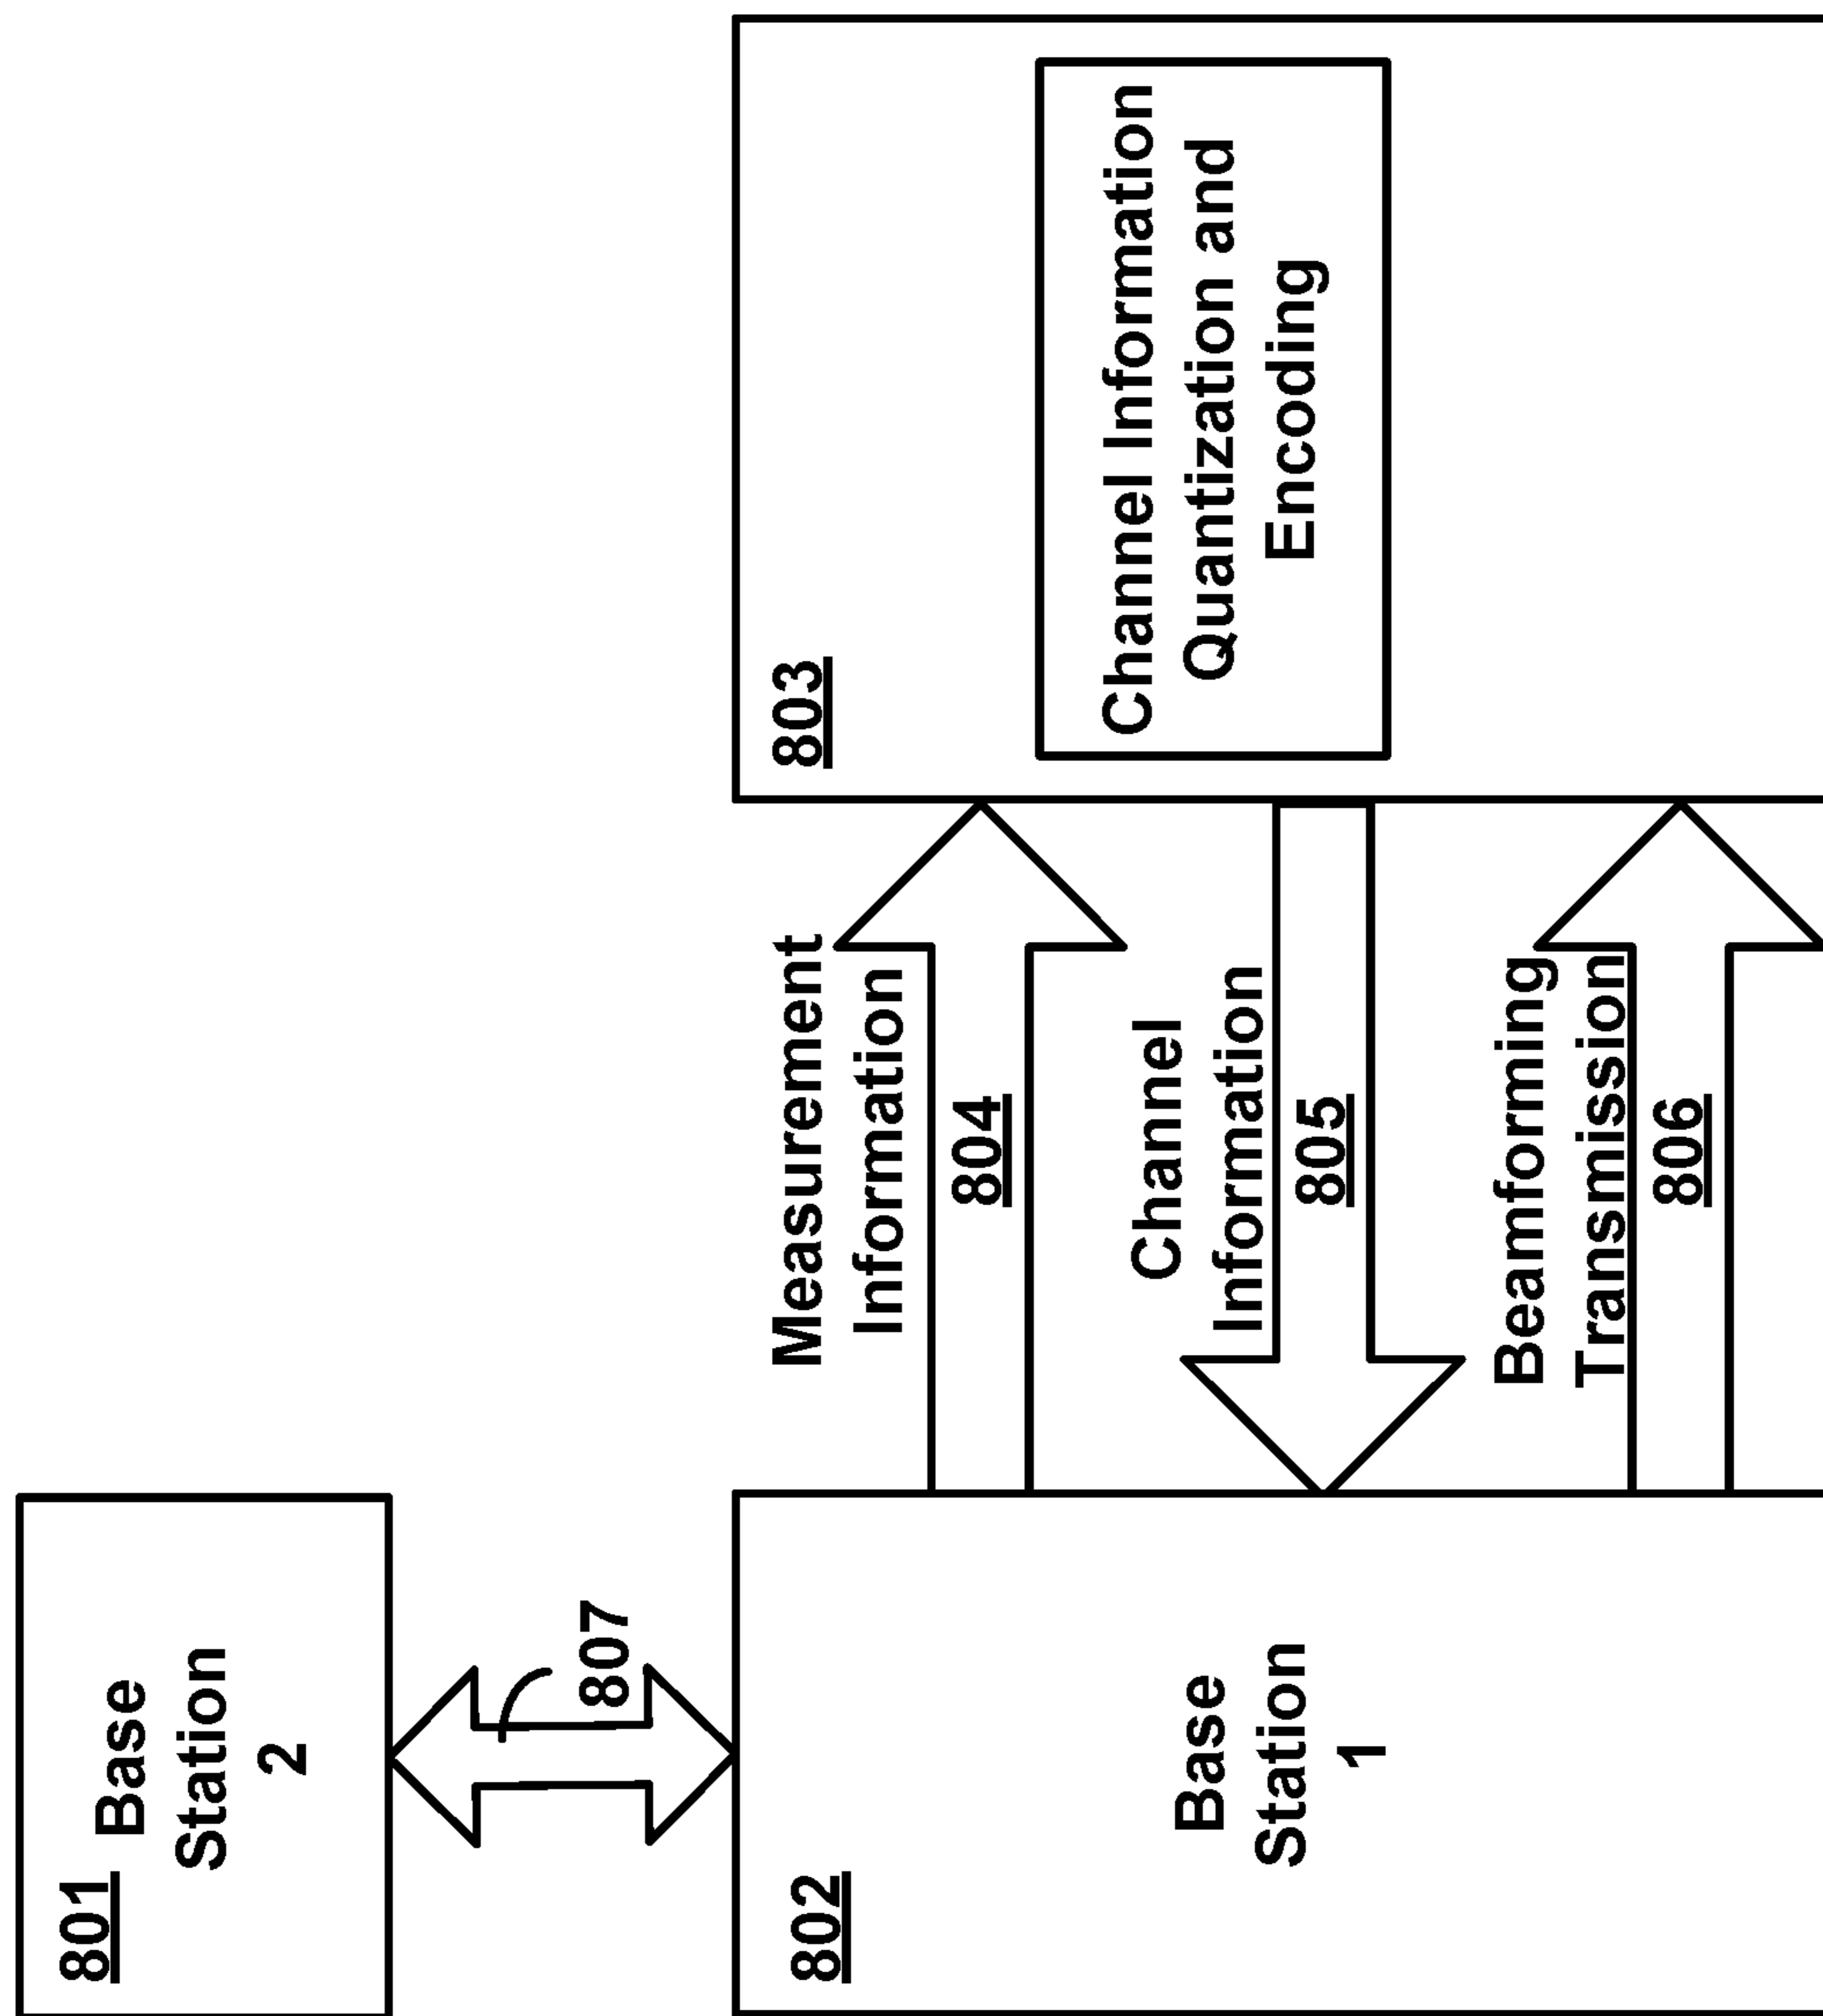 801
Base
Station
2
807
802
Base
Station
1
Measurement
Information
804
Channel
Information
805
Beamforming
Transmission
806
803
Channel Information
Quantization and
Encoding